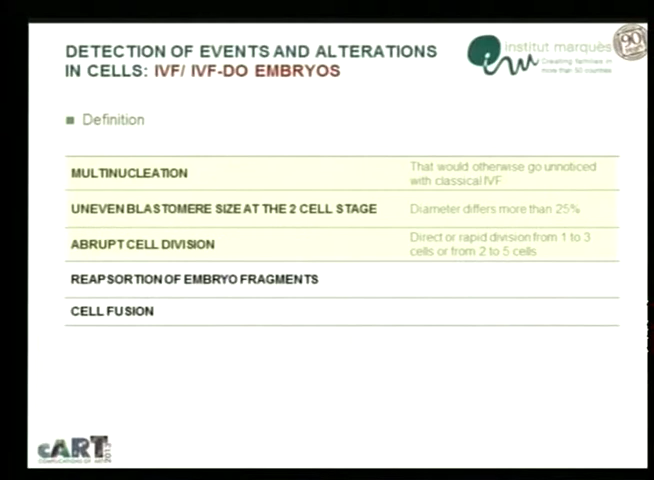 DETECTION OF EVENTS AND ALTERATIONS
IN CELLS: IVF/ IVF-DO EMBRYOS
institut marquès
Creating families in
more than 50 countries
90
Definition
MULTINUCLEATION
That would otherwise go unnoticed
with classical IVF
UNEVEN BLASTOMERE SIZE AT THE 2 CELL STAGE
Diameter differs more than 25%
ABRUPT CELL DIVISION
Direct or rapid division from 1 to 3
cells or from 2 to 5 cells
REAPSORTION OF EMBRYO FRAGMENTS
CELL FUSION
cART
COMPLICATIONS OF